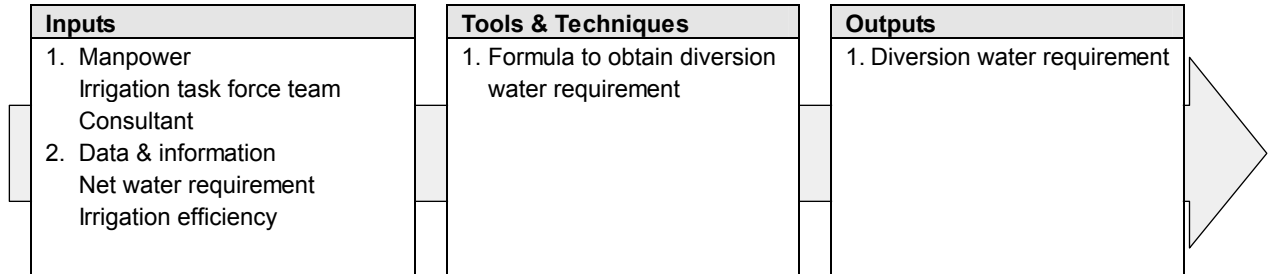 Inputs
1. Manpower
Irrigation task force team
Consultant
2. Data & information
Net water requirement
Irrigation efficiency
Tools & Techniques
1. Formula to obtain diversion
water requirement
Outputs
1. Diversion water requirement